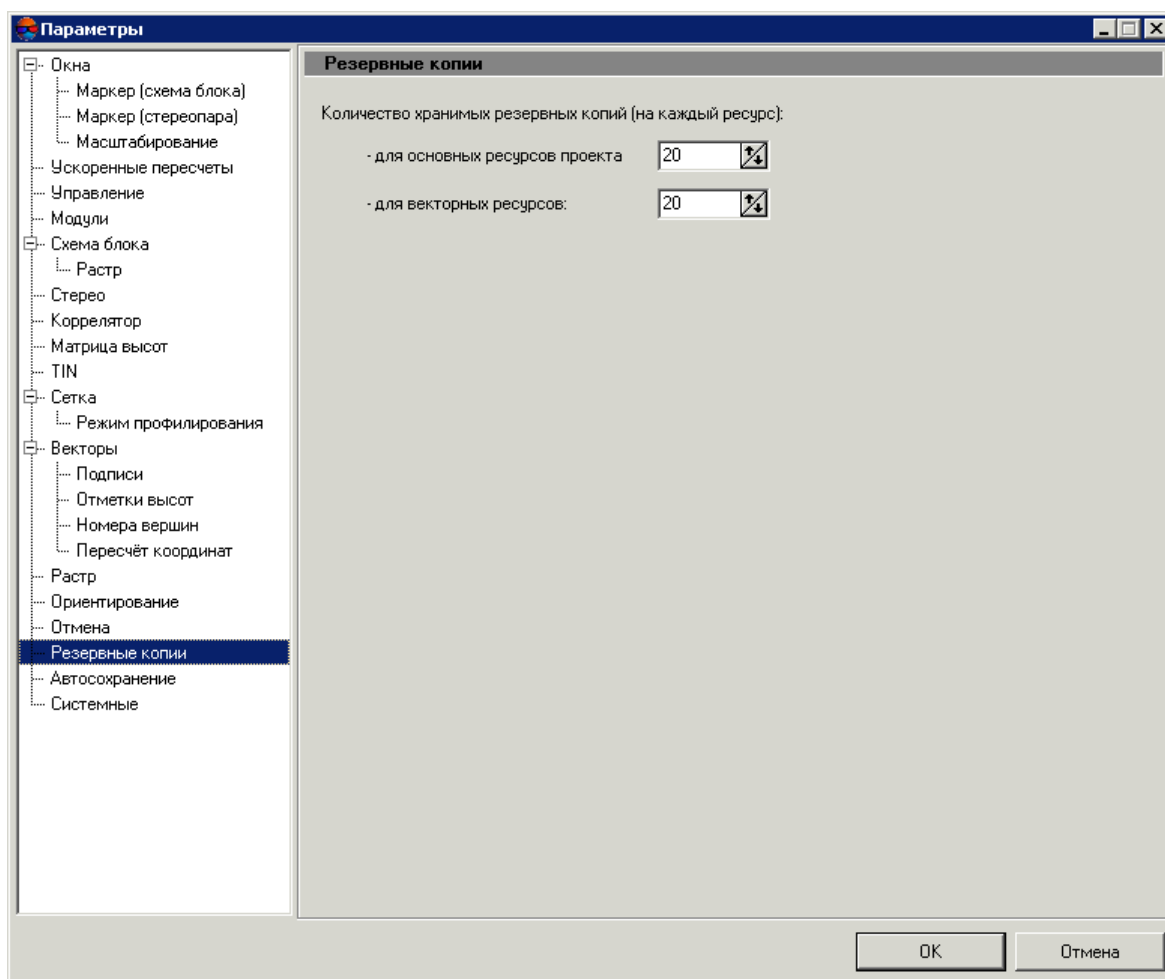 Параметры
Окна
Маркер (схема блока)
Маркер (стереопара)
Масштабирование
Ускоренные пересчеты
Управление
Модули
Схема блока
Растр
Стерео
Коррелятор
Матрица высот
TIN
Сетка
Режим профилирования
Векторы
Подписи
Отметки высот
Номера вершин
Пересчёт координат
Растр
Ориентирование
Отмена
Резервные копии
Автосохранение
Системные
Резервные копии
Количество хранимых резервных копий (на каждый ресурс):
- для основных ресурсов проекта 20
- для векторных ресурсов: 20
OK Отмена